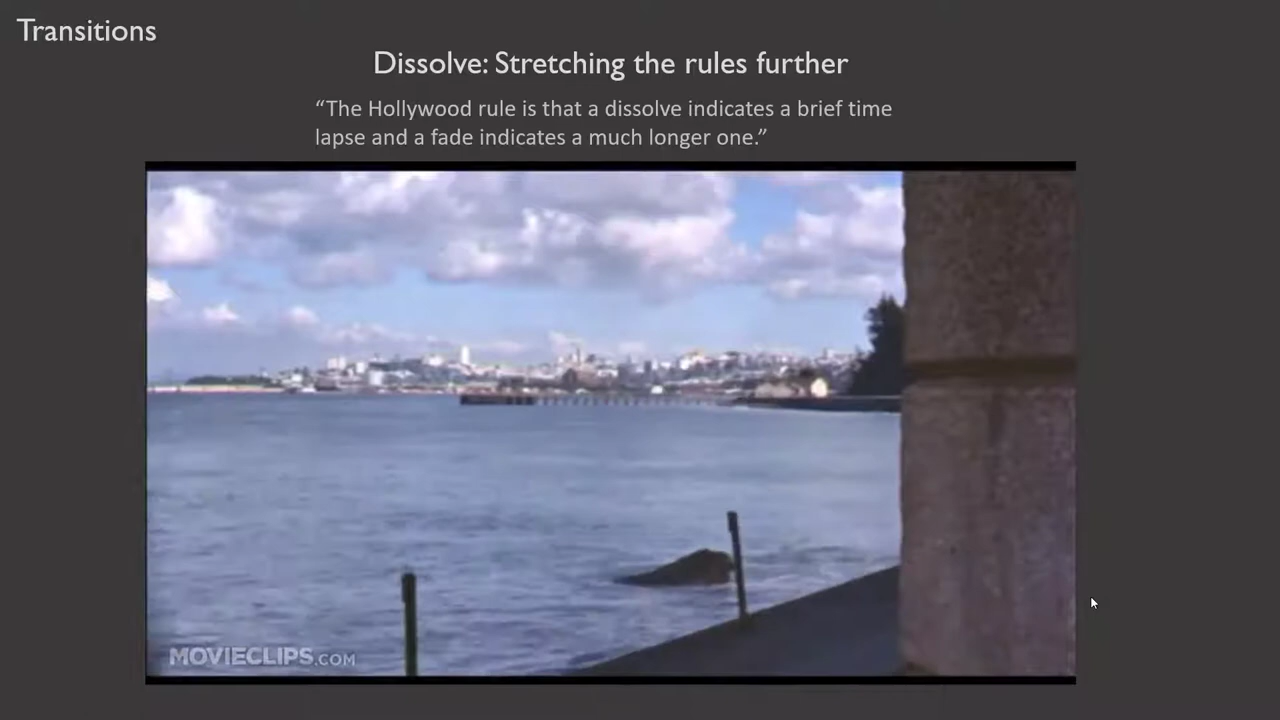 Transitions
Dissolve: Stretching the rules further
“The Hollywood rule is that a dissolve indicates a brief time
lapse and a fade indicates a much longer one.”
MOVIECLIPS.COM